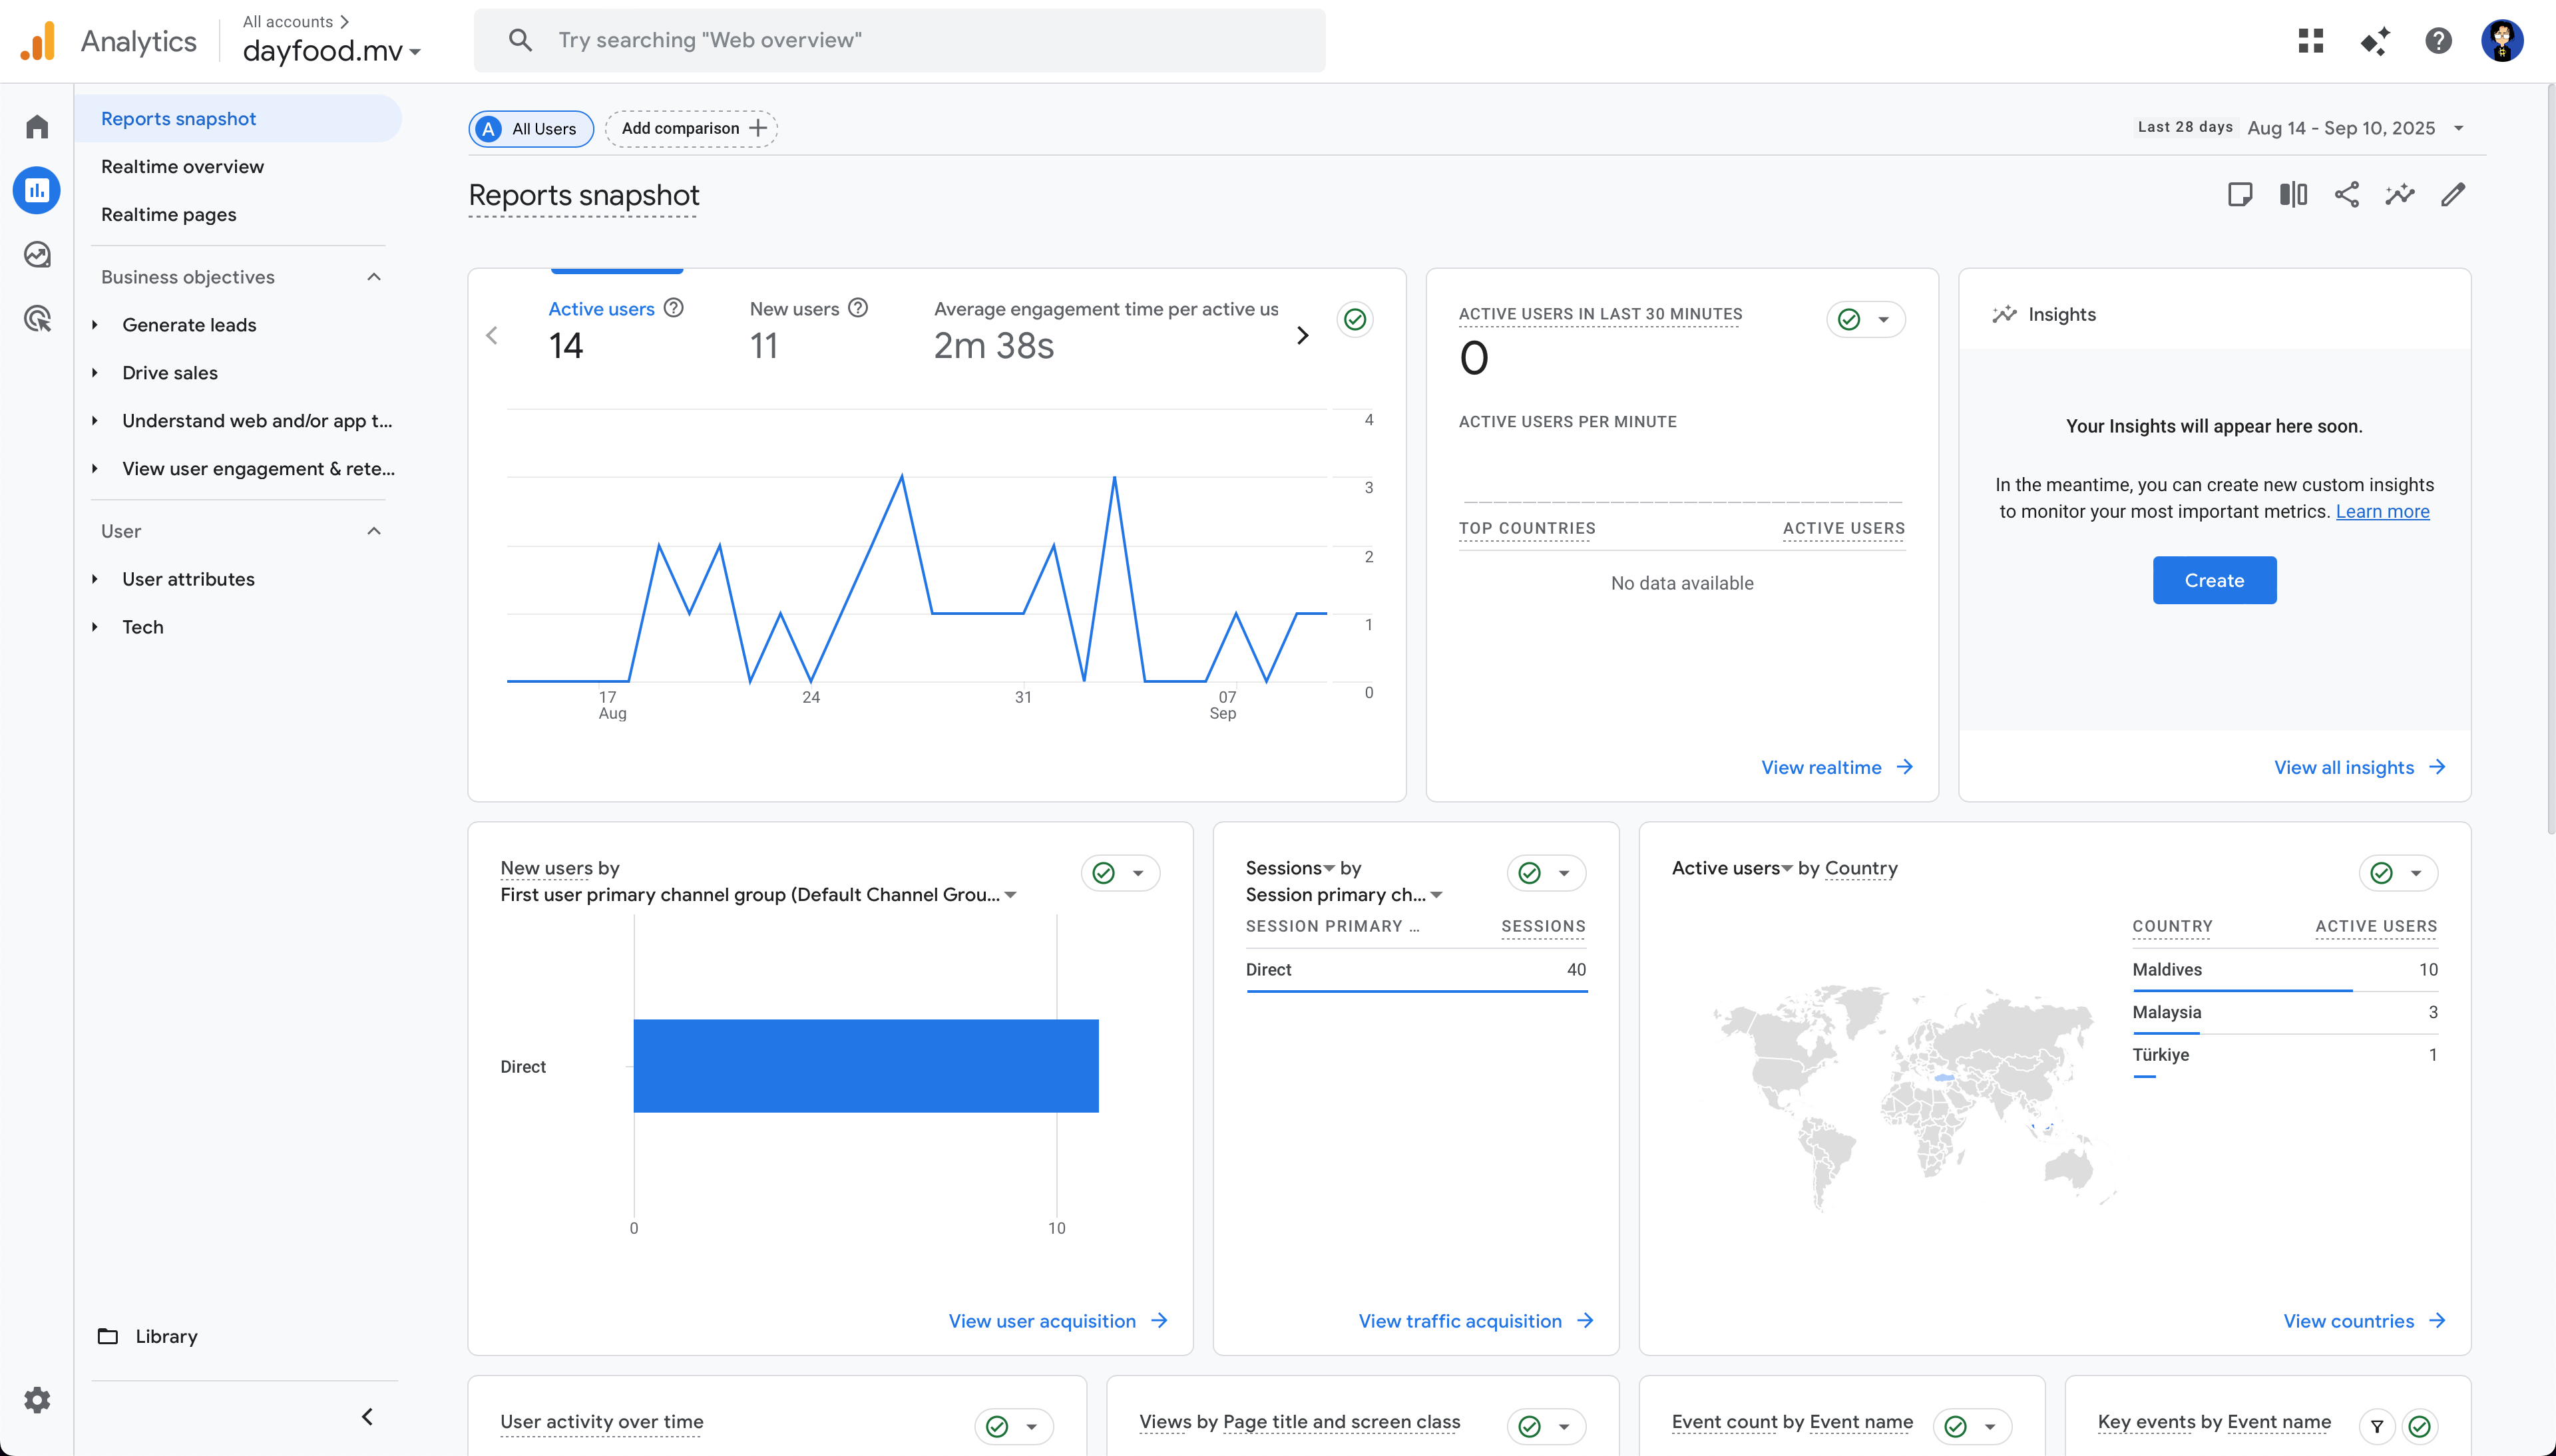 Analytics
All accounts
dayfood.mv
Try searching "Web overview"
Reports snapshot
Realtime overview
Realtime pages
Business objectives
Generate leads
Drive sales
Understand web and/or app t...
View user engagement & rete...
User
User attributes
Tech
Library
A All Users
Add comparison
Last 28 days Aug 14 - Sep 10, 2025
Reports snapshot
Active users
14
New users
11
Average engagement time per active us
2m 38s
4
3
2
1
0
17
Aug
24
31
07
Sep
ACTIVE USERS IN LAST 30 MINUTES
0
ACTIVE USERS PER MINUTE
TOP COUNTRIES ACTIVE USERS
No data available
View realtime
Insights
Your Insights will appear here soon.
In the meantime, you can create new custom insights
to monitor your most important metrics. Learn more
Create
View all insights
New users by
First user primary channel group (Default Channel Grou...
Direct
0 10
View user acquisition
Sessions by
Session primary ch...
SESSION PRIMARY ... SESSIONS
Direct 40
View traffic acquisition
Active users by Country
COUNTRY ACTIVE USERS
Maldives 10
Malaysia 3
Türkiye 1
View countries
User activity over time
Views by Page title and screen class
Event count by Event name
Key events by Event name